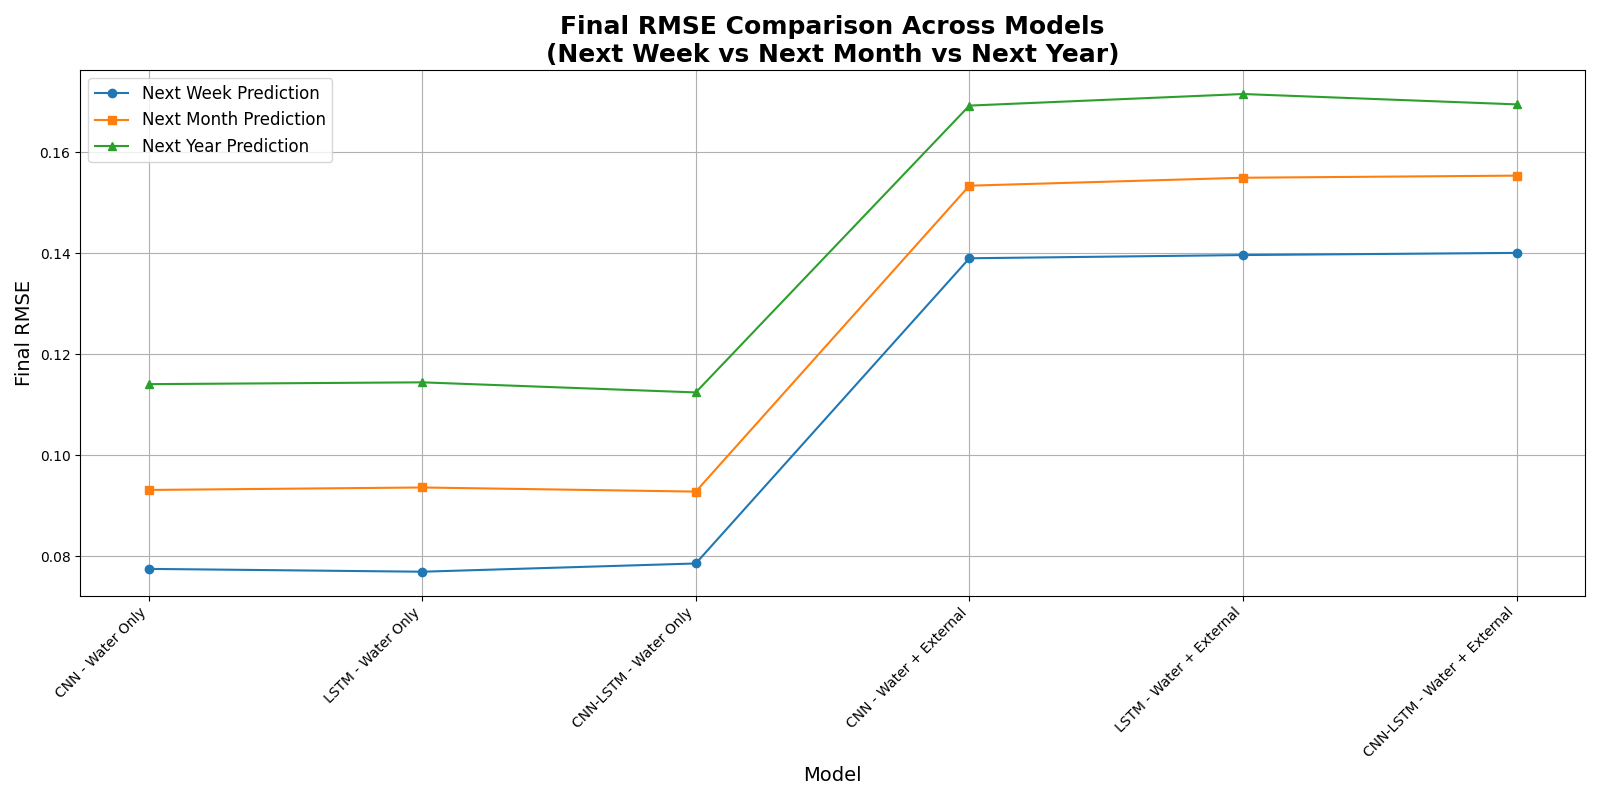 Final RMSE Comparison Across Models
(Next Week vs Next Month vs Next Year)
Next Week Prediction
Next Month Prediction
Next Year Prediction
Final RMSE
0.16
0.14
0.12
0.10
0.08
CNN - Water Only
LSTM - Water Only
CNN-LSTM - Water Only
CNN - Water + External
LSTM - Water + External
CNN-LSTM - Water + External
Model